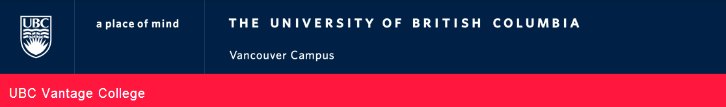 UBC
a place of mind
THE UNIVERSITY OF BRITISH COLUMBIA
Vancouver Campus
UBC Vantage College